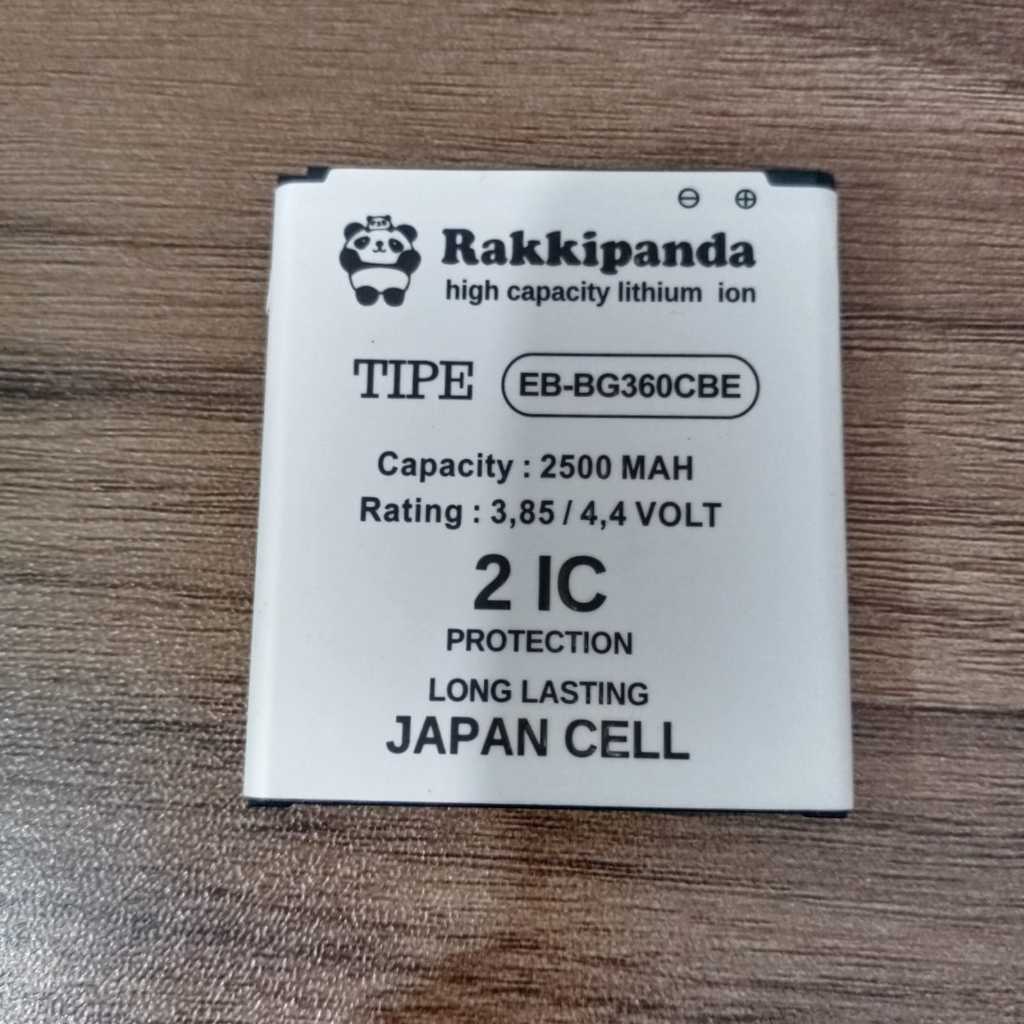 ⊖ ⊕
Rakkipanda
high capacity lithium ion
TIPE EB-BG360CBE
Capacity : 2500 MAH
Rating : 3,85 / 4,4 VOLT
2 IC
PROTECTION
LONG LASTING
JAPAN CELL